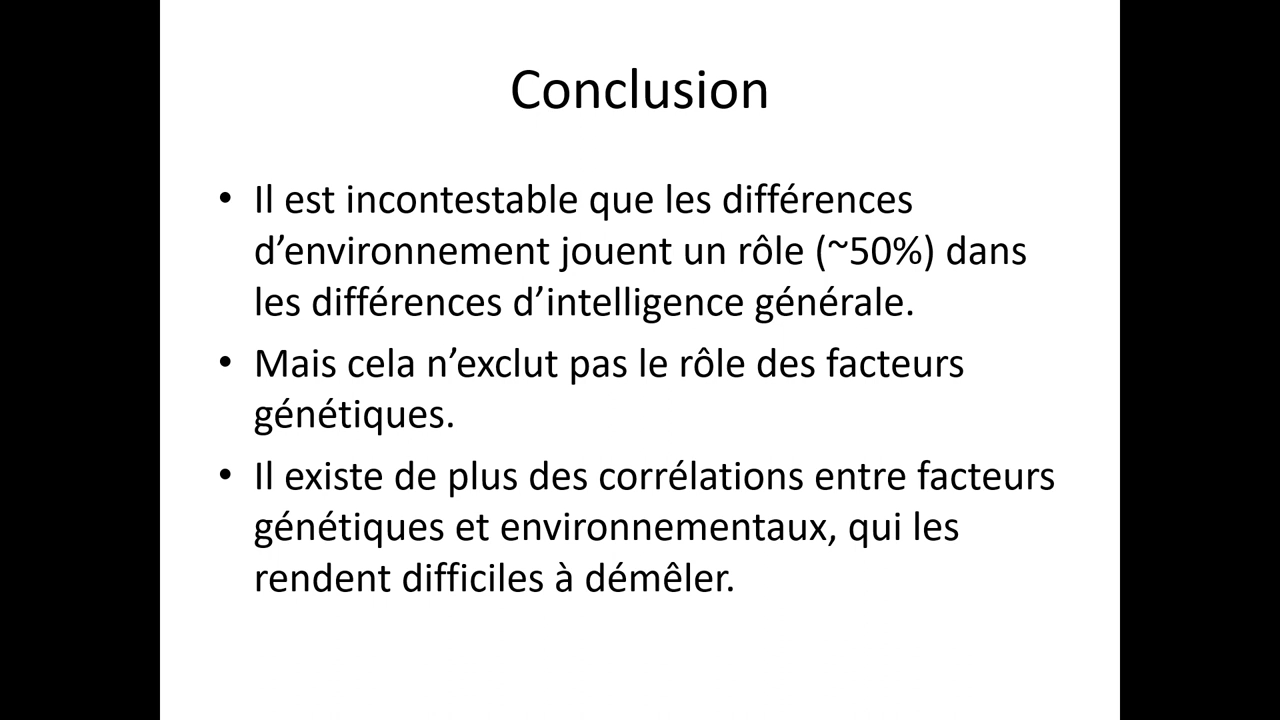 Conclusion
• Il est incontestable que les différences
d’environnement jouent un rôle (~50%) dans
les différences d’intelligence générale.
• Mais cela n’exclut pas le rôle des facteurs
génétiques.
• Il existe de plus des corrélations entre facteurs
génétiques et environnementaux, qui les
rendent difficiles à démêler.